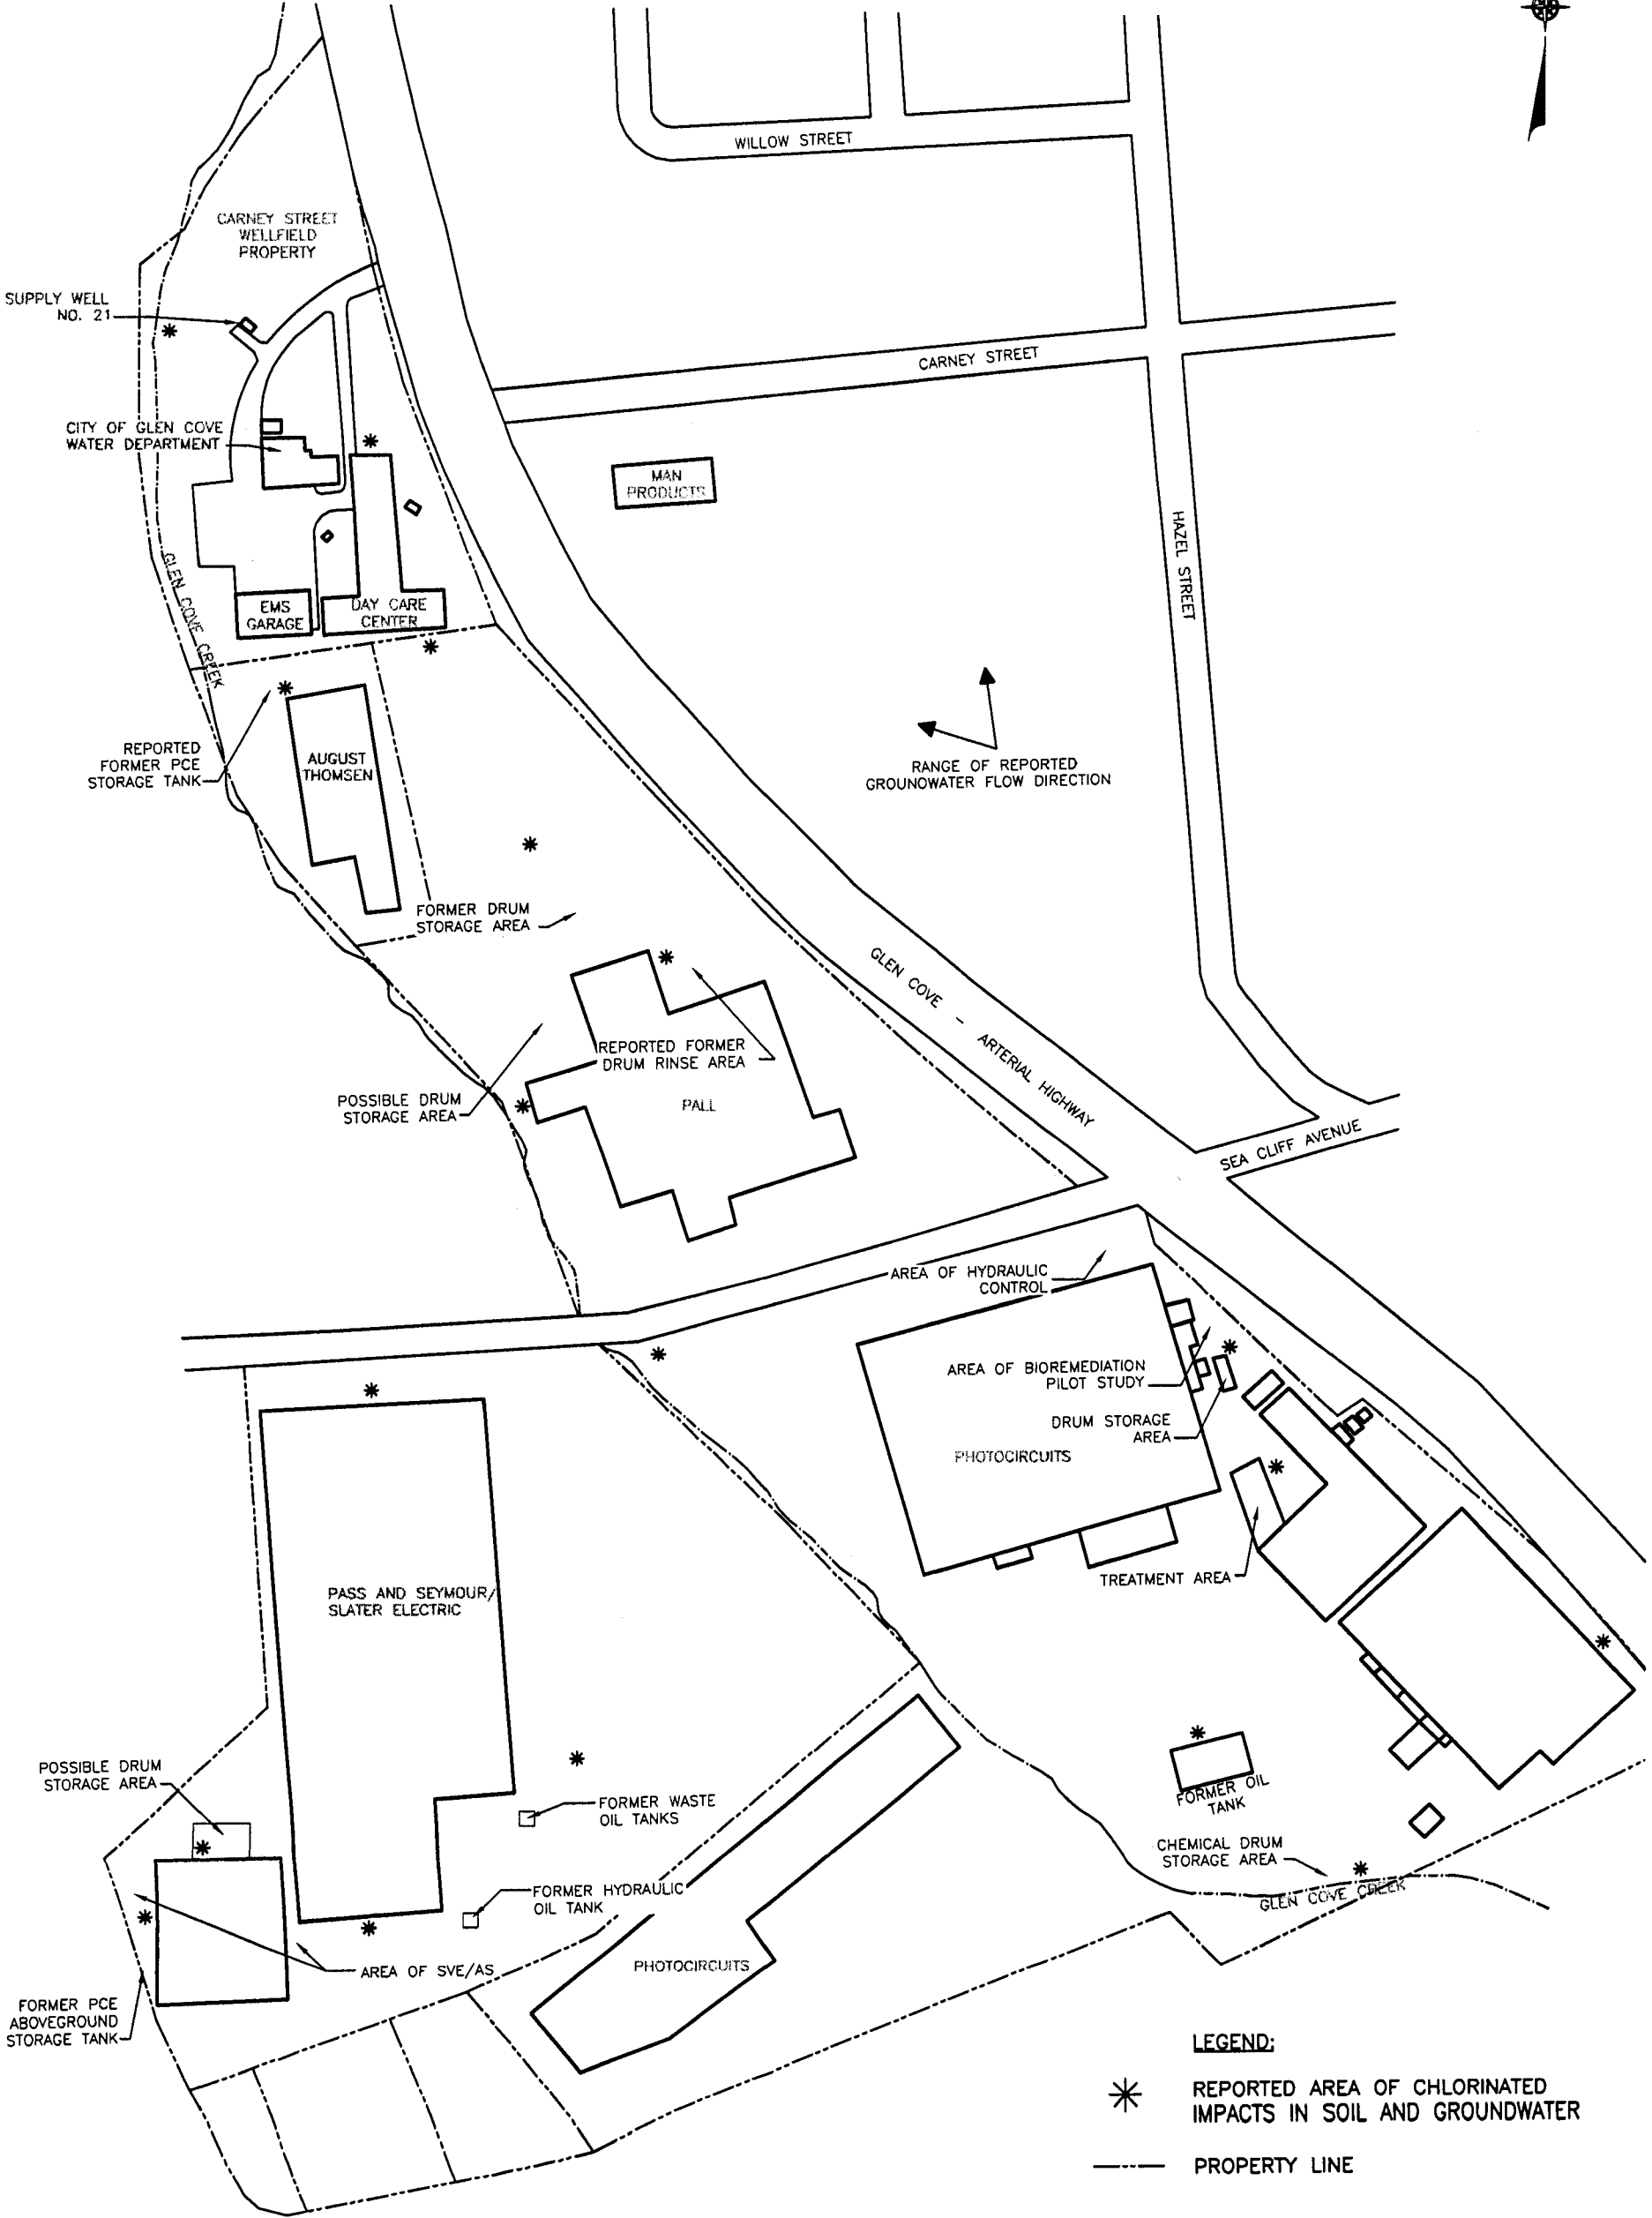 WILLOW STREET
CARNEY STREET
WELLFIELD
PROPERTY
SUPPLY WELL
NO. 21
CARNEY STREET
CITY OF GLEN COVE
WATER DEPARTMENT
MAN
PRODUCTS
HAZEL STREET
GLEN COVE CREEK
EMS
GARAGE
DAY CARE
CENTER
REPORTED
FORMER PCE
STORAGE TANK
AUGUST
THOMSEN
RANGE OF REPORTED
GROUNOWATER FLOW DIRECTION
FORMER DRUM
STORAGE AREA
GLEN COVE - ARTERIAL HIGHWAY
REPORTED FORMER
DRUM RINSE AREA
POSSIBLE DRUM
STORAGE AREA
PALL
SEA CLIFF AVENUE
AREA OF HYDRAULIC
CONTROL
AREA OF BIOREMEDIATION
PILOT STUDY
DRUM STORAGE
AREA
PHOTOCIRCUITS
TREATMENT AREA
PASS AND SEYMOUR/
SLATER ELECTRIC
POSSIBLE DRUM
STORAGE AREA
FORMER WASTE
OIL TANKS
FORMER OIL
TANK
CHEMICAL DRUM
STORAGE AREA
GLEN COVE CREEK
FORMER HYDRAULIC
OIL TANK
AREA OF SVE/AS
PHOTOCIRCUITS
FORMER PCE
ABOVEGROUND
STORAGE TANK
LEGEND:
REPORTED AREA OF CHLORINATED
IMPACTS IN SOIL AND GROUNDWATER
PROPERTY LINE